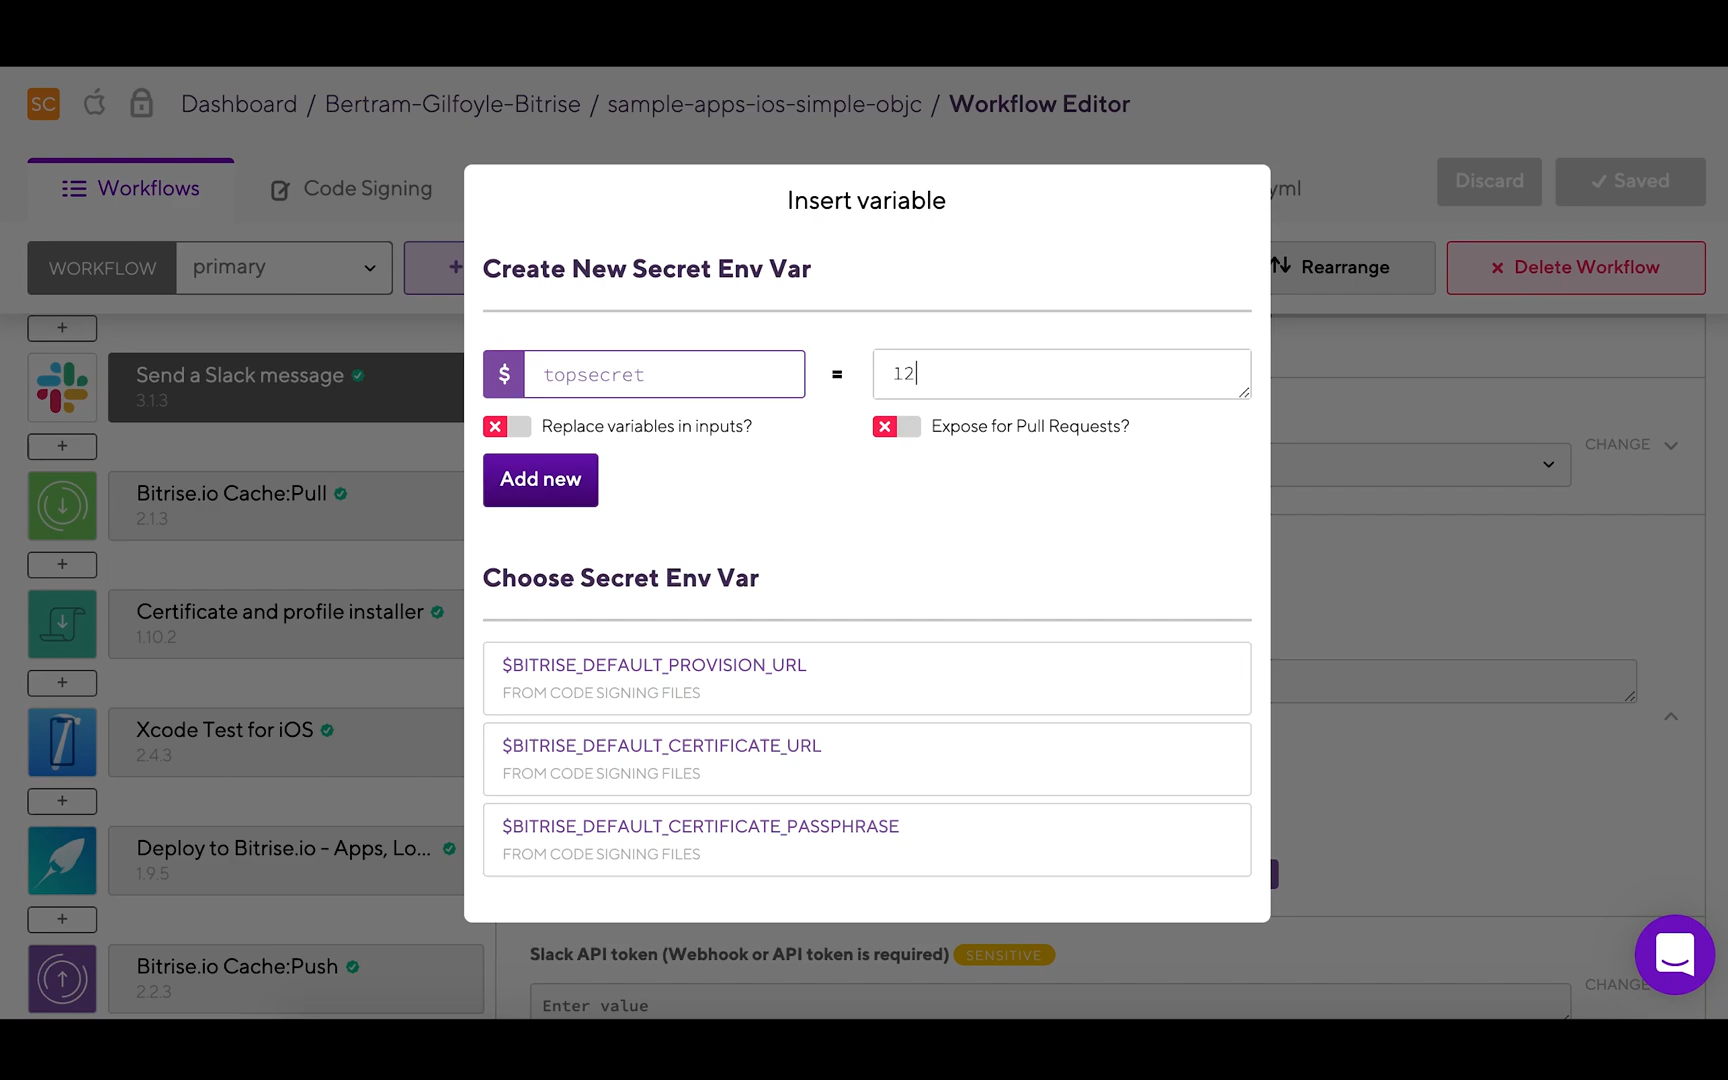 SC Dashboard / Bertram-Gilfoyle-Bitrise / sample-apps-ios-simple-objc / Workflow Editor
Workflows Code Signing yml Discard Saved
WORKFLOW primary + Rearrange × Delete Workflow
Insert variable
Create New Secret Env Var
$ topsecret = 12
Replace variables in inputs? Expose for Pull Requests?
Add new
Choose Secret Env Var
$BITRISE_DEFAULT_PROVISION_URL
FROM CODE SIGNING FILES
$BITRISE_DEFAULT_CERTIFICATE_URL
FROM CODE SIGNING FILES
$BITRISE_DEFAULT_CERTIFICATE_PASSPHRASE
FROM CODE SIGNING FILES
+
Send a Slack message
3.1.3
+
Bitrise.io Cache:Pull
2.1.3
+
Certificate and profile installer
1.10.2
+
Xcode Test for iOS
2.4.3
+
Deploy to Bitrise.io - Apps, Lo...
1.9.5
+
Bitrise.io Cache:Push
2.2.3
CHANGE
Slack API token (Webhook or API token is required) SENSITIVE
Enter value
CHANGE